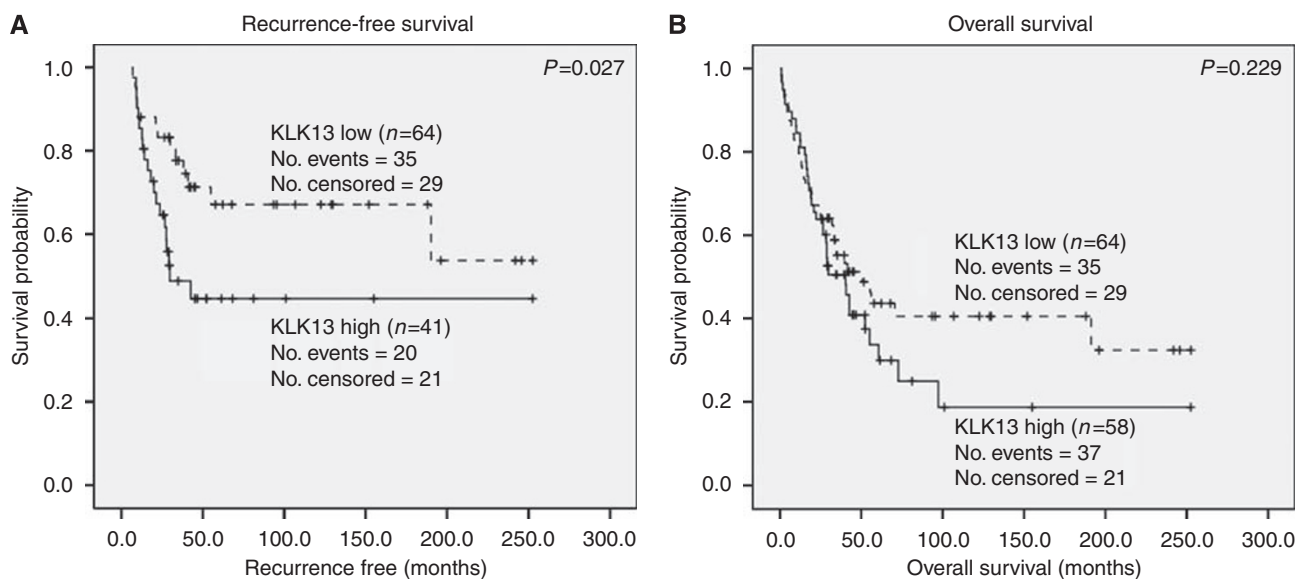 A
Recurrence-free survival
P=0.027
1.0
0.8
0.6
0.4
0.2
0.0
Survival probability
KLK13 low (n=64)
No. events = 35
No. censored = 29
KLK13 high (n=41)
No. events = 20
No. censored = 21
0.0 50.0 100.0 150.0 200.0 250.0 300.0
Recurrence free (months)
B
Overall survival
P=0.229
1.0
0.8
0.6
0.4
0.2
0.0
Survival probability
KLK13 low (n=64)
No. events = 35
No. censored = 29
KLK13 high (n=58)
No. events = 37
No. censored = 21
0.0 50.0 100.0 150.0 200.0 250.0 300.0
Overall survival (months)